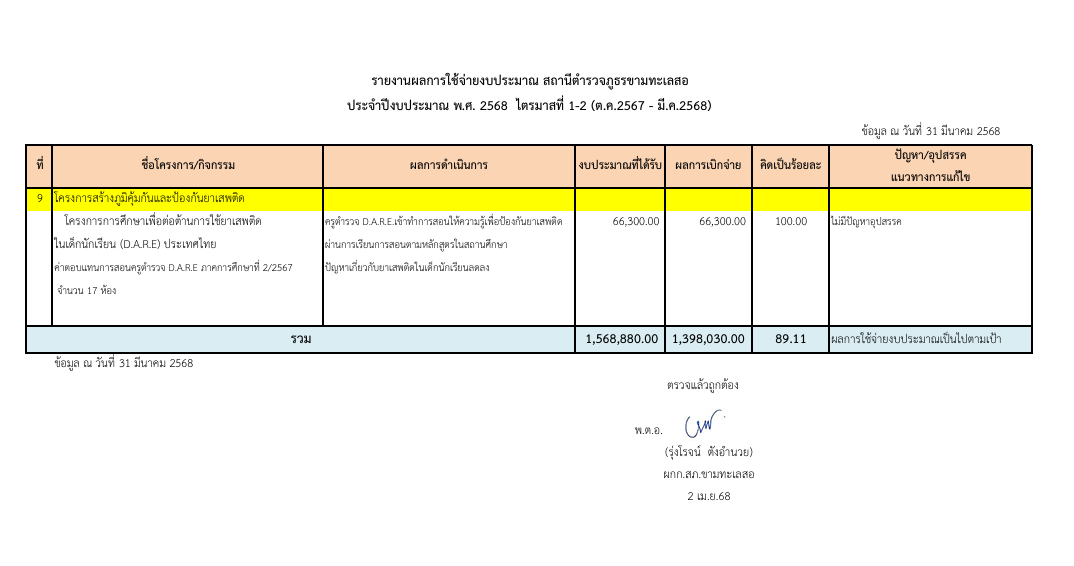 รายงานผลการใช้จ่ายงบประมาณ สถานีตำรวจภูธรขามทะเลสอ
ประจำปีงบประมาณ พ.ศ. 2568 ไตรมาสที่ 1-2 (ต.ค.2567 - มี.ค.2568)
ข้อมูล ณ วันที่ 31 มีนาคม 2568
ที่ ชื่อโครงการ/กิจกรรม ผลการดำเนินการ งบประมาณที่ได้รับ ผลการเบิกจ่าย คิดเป็นร้อยละ ปัญหา/อุปสรรค
แนวทางการแก้ไข
9 โครงการสร้างภูมิคุ้มกันและป้องกันยาเสพติด
โครงการการศึกษาเพื่อต่อต้านการใช้ยาเสพติด ครูตำรวจ D.A.R.E.เข้าทำการสอนให้ความรู้เพื่อป้องกันยาเสพติด 66,300.00 66,300.00 100.00 ไม่มีปัญหาอุปสรรค
ในเด็กนักเรียน (D.A.R.E) ประเทศไทย ผ่านการเรียนการสอนตามหลักสูตรในสถานศึกษา
ค่าตอบแทนการสอนครูตำรวจ D.A.R.E ภาคการศึกษาที่ 2/2567 ปัญหาเกี่ยวกับยาเสพติดในเด็กนักเรียนลดลง
จำนวน 17 ห้อง
รวม 1,568,880.00 1,398,030.00 89.11 ผลการใช้จ่ายงบประมาณเป็นไปตามเป้า
ข้อมูล ณ วันที่ 31 มีนาคม 2568
ตรวจแล้วถูกต้อง
พ.ต.อ.
(รุ่งโรจน์ ตังอำนวย)
ผกก.สภ.ขามทะเลสอ
2 เม.ย.68